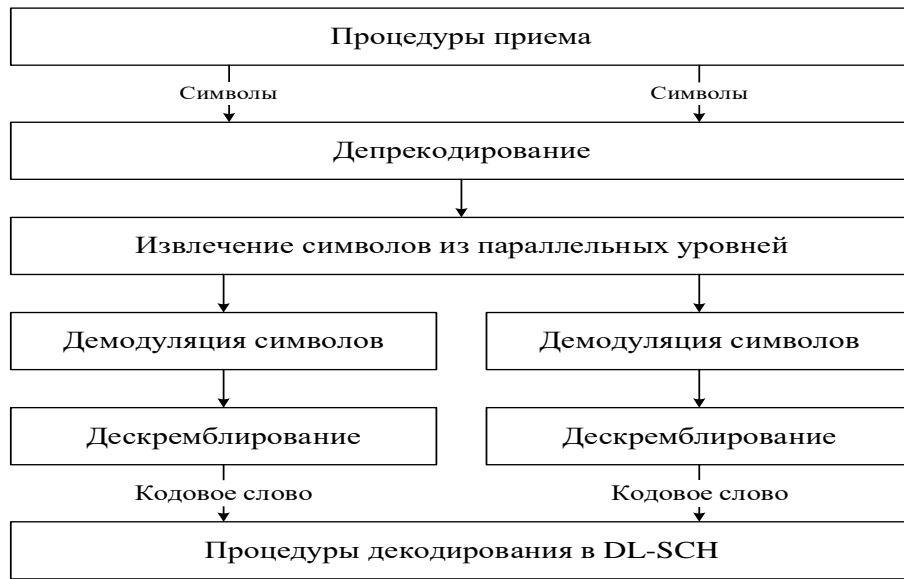 Процедуры приема
Символы Символы
Депрекодирование
Извлечение символов из параллельных уровней
Демодуляция символов Демодуляция символов
Дескремблирование Дескремблирование
Кодовое слово Кодовое слово
Процедуры декодирования в DL-SCH